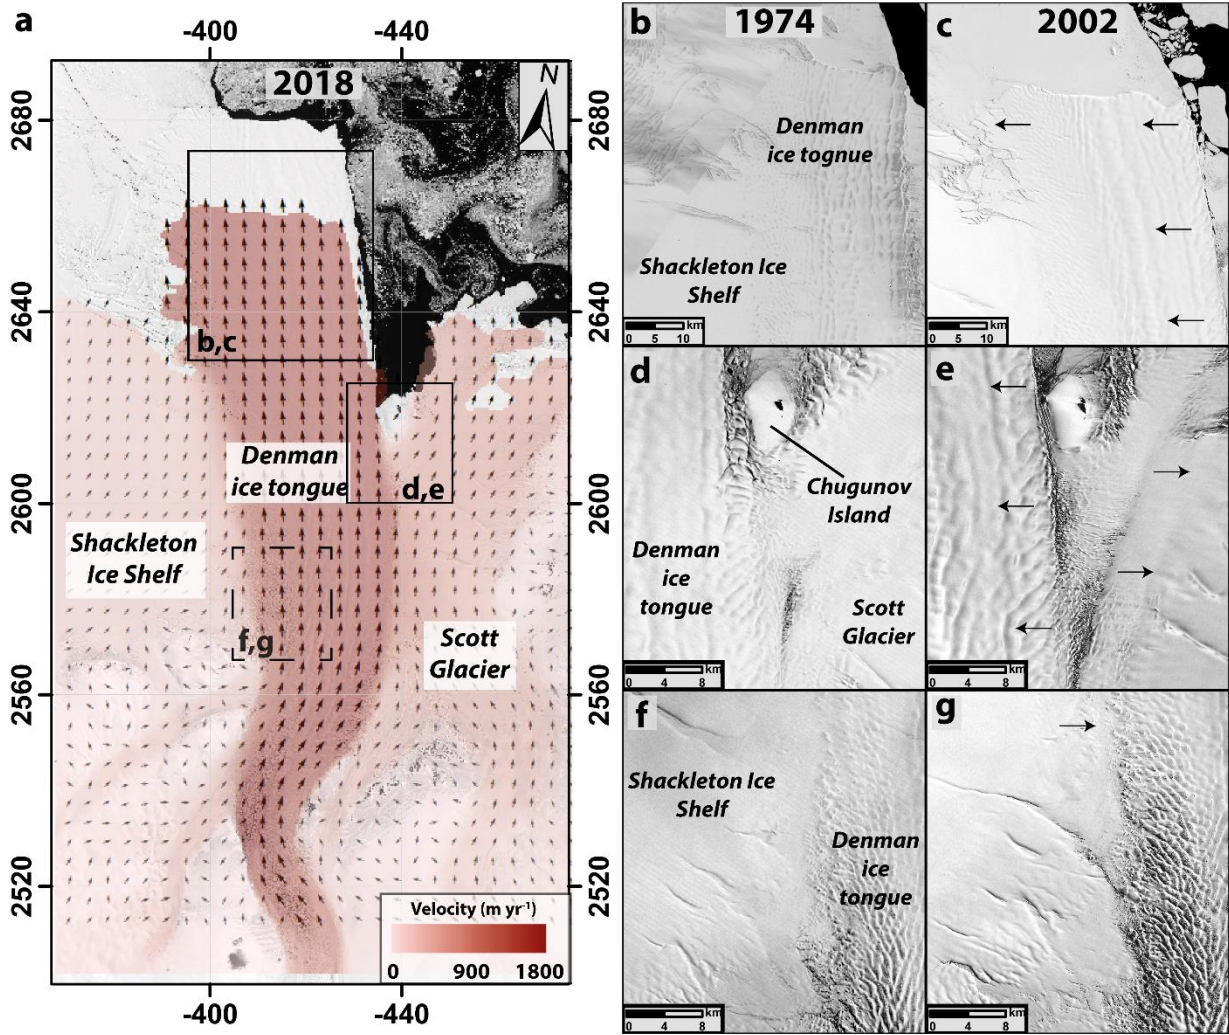 a
-400
-440
2018
N
2680
2640
2600
2560
2520
b,c
d,e
f,g
Denman
ice tongue
Shackleton
Ice Shelf
Scott
Glacier
Velocity (m yr⁻¹)
0 900 1800
-400
-440
2680
2640
2600
2560
2520
b
1974
Denman
ice tognue
Shackleton Ice
Shelf
km
0 5 10
c
2002
km
0 5 10
d
Chugunov
Island
Denman
ice
tongue
Scott
Glacier
km
0 4 8
e
km
0 4 8
f
Shackleton Ice
Shelf
Denman
ice
tongue
km
0 4 8
g
km
0 4 8